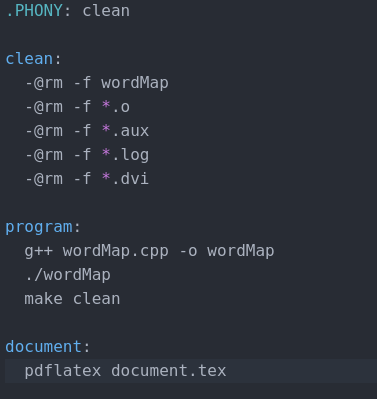 .PHONY: clean

clean:
  -@rm -f wordMap
  -@rm -f *.o
  -@rm -f *.aux
  -@rm -f *.log
  -@rm -f *.dvi

program:
  g++ wordMap.cpp -o wordMap
  ./wordMap
  make clean

document:
  pdflatex document.tex